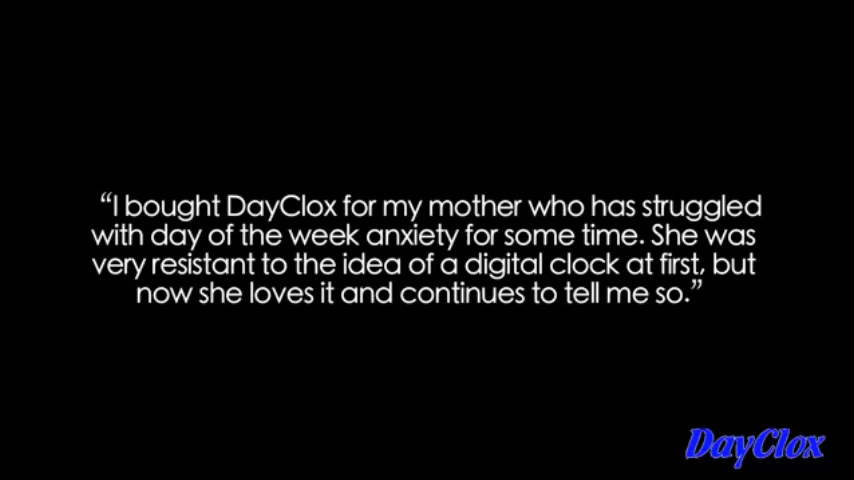 “I bought DayClox for my mother who has struggled
with day of the week anxiety for some time. She was
very resistant to the idea of a digital clock at first, but
now she loves it and continues to tell me so.”
DayClox